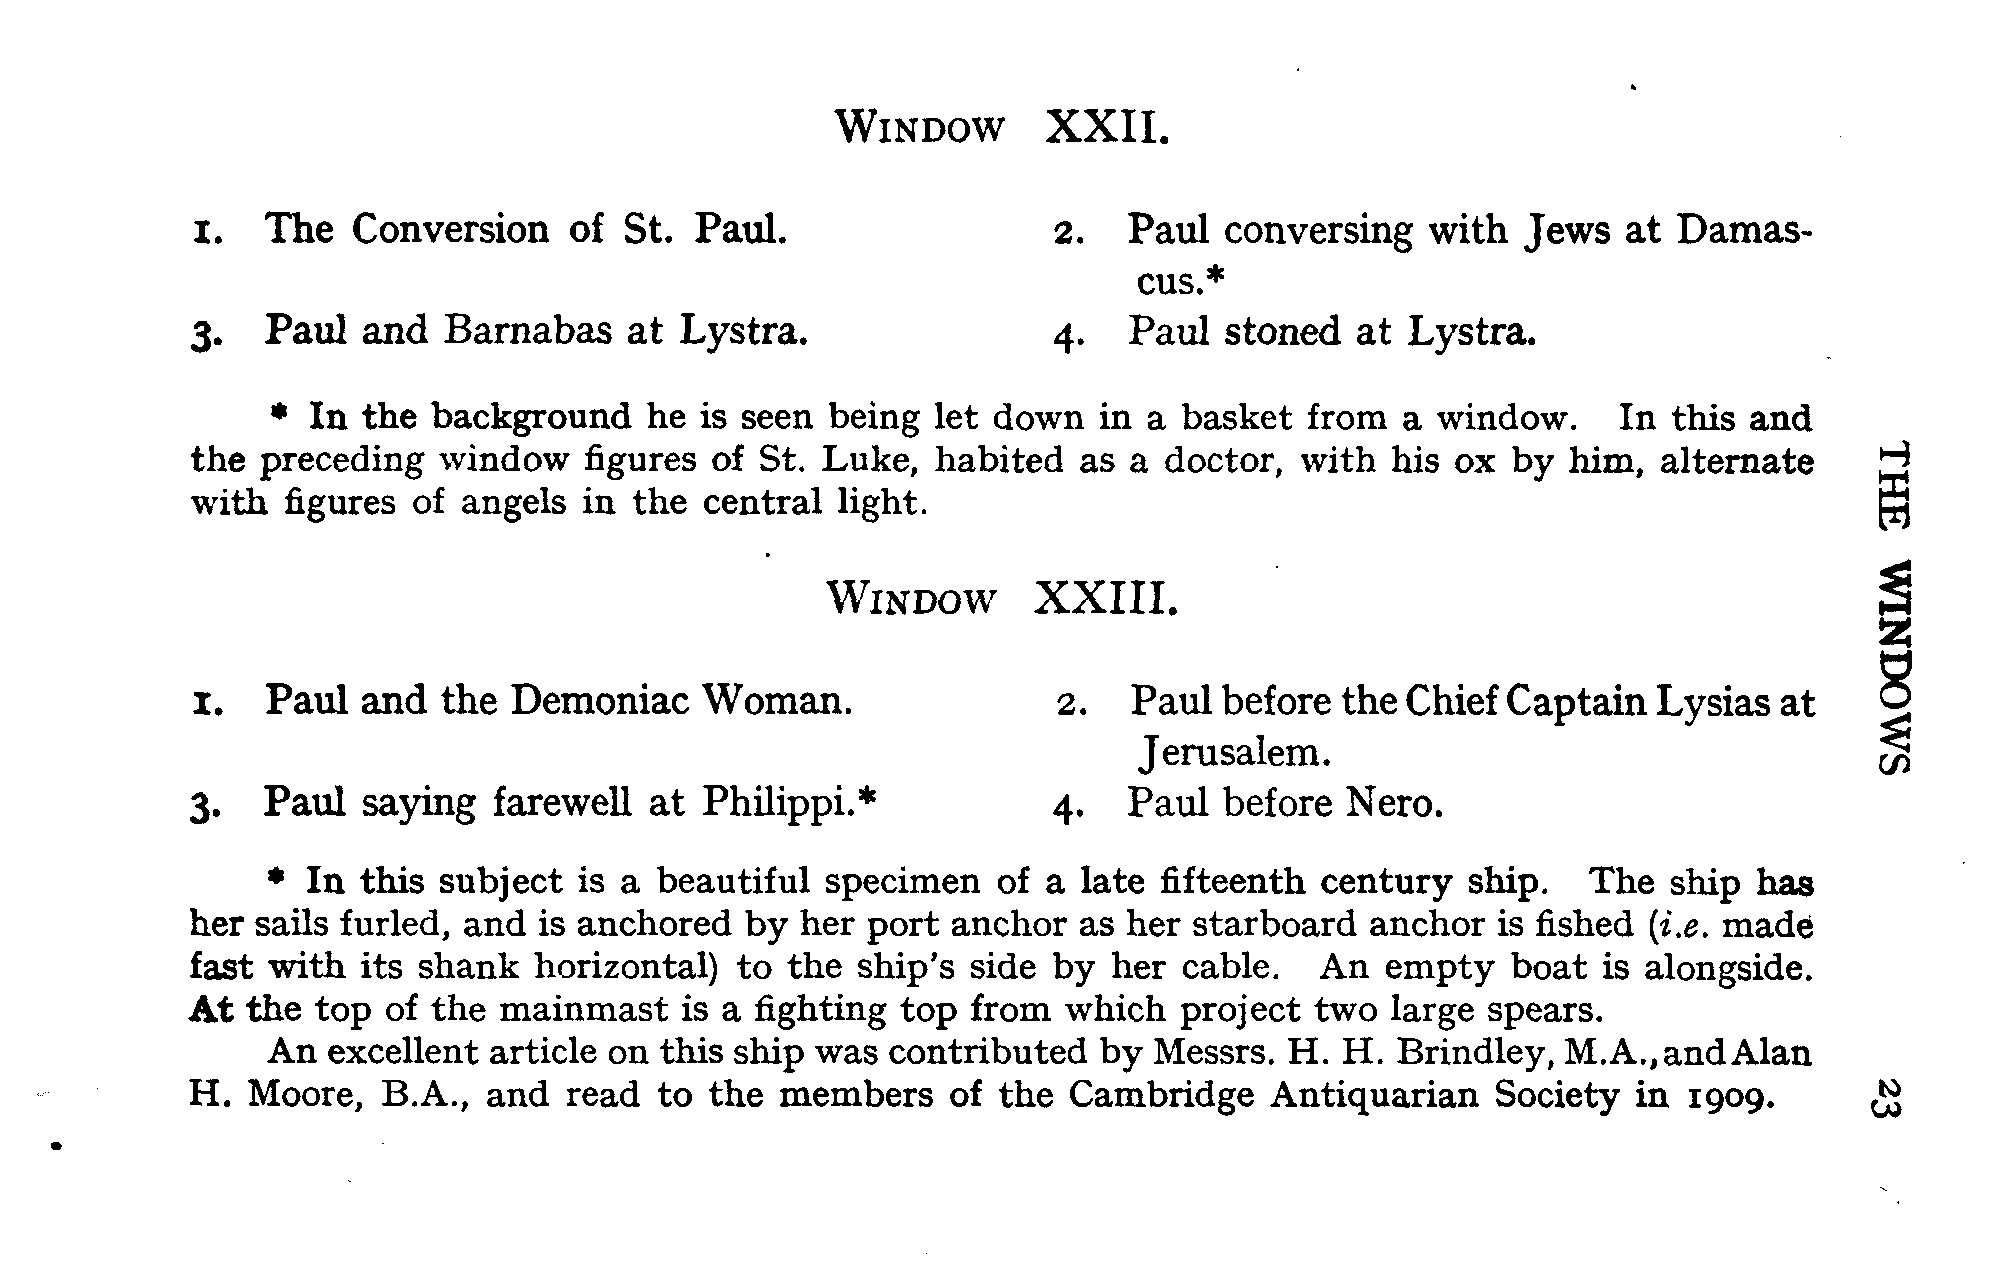 WINDOW XXII.
1. The Conversion of St. Paul.
2. Paul conversing with Jews at Damas-
cus.*
3. Paul and Barnabas at Lystra.
4. Paul stoned at Lystra.
* In the background he is seen being let down in a basket from a window. In this and
the preceding window figures of St. Luke, habited as a doctor, with his ox by him, alternate
with figures of angels in the central light.
WINDOW XXIII.
1. Paul and the Demoniac Woman.
2. Paul before the Chief Captain Lysias at
Jerusalem.
3. Paul saying farewell at Philippi.*
4. Paul before Nero.
* In this subject is a beautiful specimen of a late fifteenth century ship. The ship has
her sails furled, and is anchored by her port anchor as her starboard anchor is fished (i.e. made
fast with its shank horizontal) to the ship's side by her cable. An empty boat is alongside.
At the top of the mainmast is a fighting top from which project two large spears.
An excellent article on this ship was contributed by Messrs. H. H. Brindley, M.A., and Alan
H. Moore, B.A., and read to the members of the Cambridge Antiquarian Society in 1909.
THE WINDOWS
23